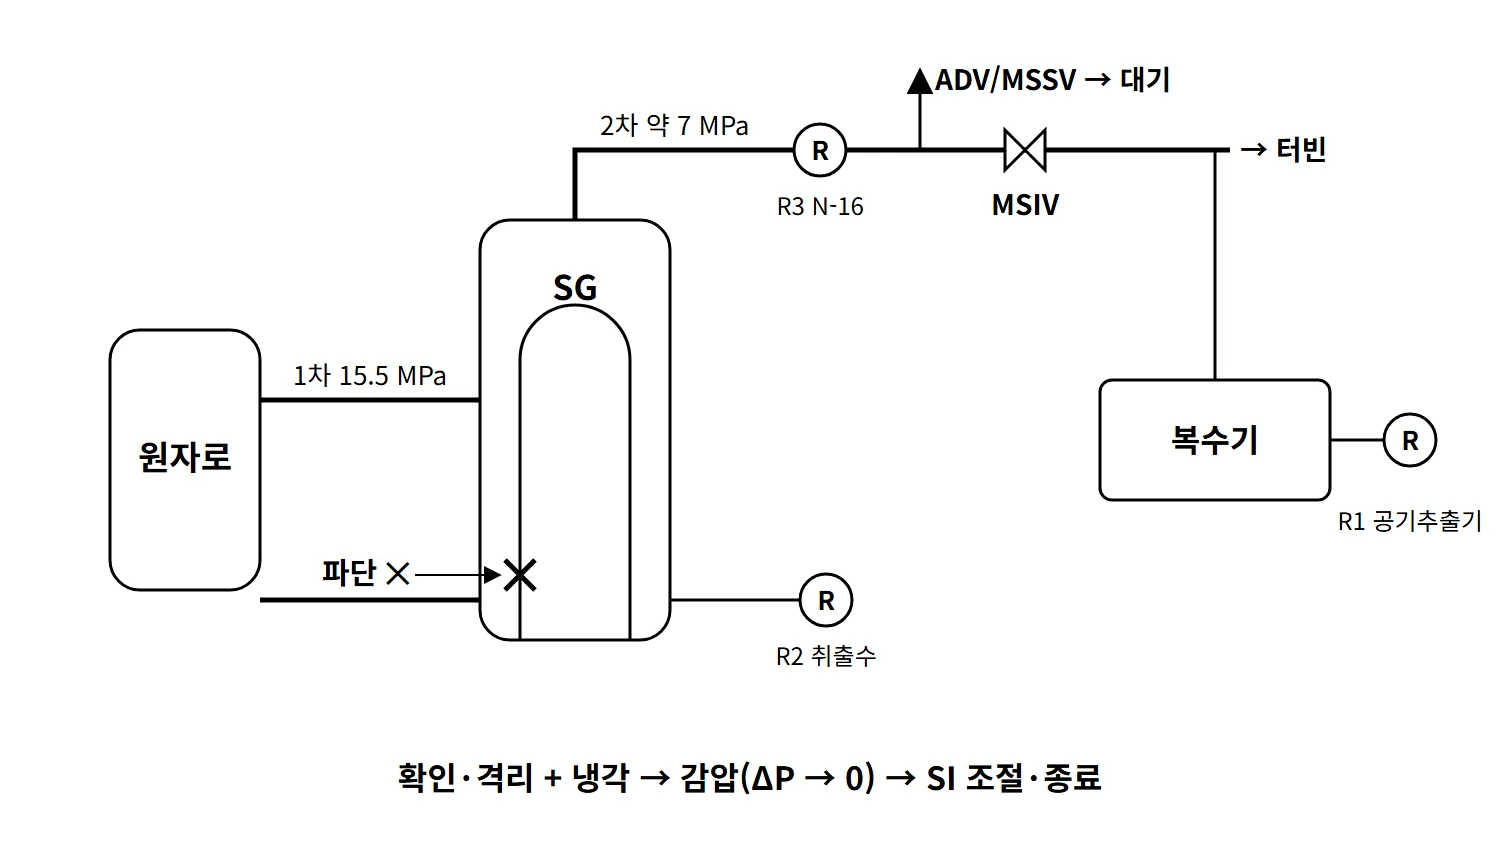 ADV/MSSV → 대기
2차 약 7 MPa
R
→ 터빈
R3 N-16
MSIV
SG
1차 15.5 MPa
원자로
복수기
R
R1 공기추출기
파단 ×
R
R2 취출수
확인·격리 + 냉각 → 감압(ΔP → 0) → SI 조절·종료